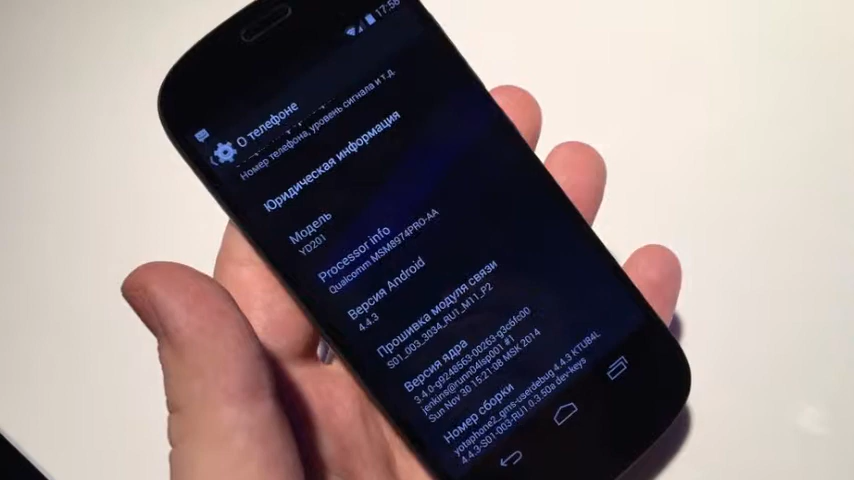 17:58
О телефоне
Номер телефона, уровень сигнала и т.д.
Юридическая информация
Модель
YD201
Processor info
Qualcomm MSM8974PRO-AA
Версия Android
4.4.3
Прошивка модуля связи
S01_003_3034_RU1_M11_P2
Версия ядра
3.4.0-g9248563-00263-g3c6fc00
jenkins@runn04lsp001 #1
Sun Nov 30 15:21:08 MSK 2014
Номер сборки
yotaphone2_gms-userdebug 4.4.3 KTU84L
4.4.3-S01-003-RU1.0.3.50a dev-keys